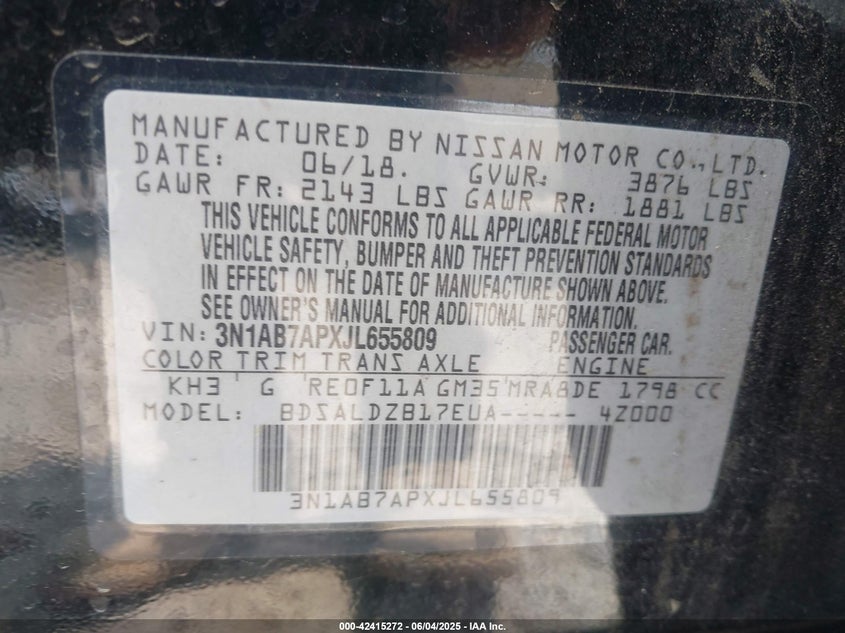 MANUFACTURED BY NISSAN MOTOR CO., LTD.
DATE: 06/18. GVWR: 3876 LBS
GAWR FR: 2143 LBS GAWR RR: 1881 LBS
THIS VEHICLE CONFORMS TO ALL APPLICABLE FEDERAL MOTOR
VEHICLE SAFETY, BUMPER AND THEFT PREVENTION STANDARDS
IN EFFECT ON THE DATE OF MANUFACTURE SHOWN ABOVE.
SEE OWNER'S MANUAL FOR ADDITIONAL INFORMATION.
VIN: 3N1AB7APXJL655809 PASSENGER CAR.
COLOR TRIM TRANS AXLE ENGINE
KH3 G RE0F11A GM35 MRA8DE 1798 CC
MODEL: BDSALDZB17EUA----- 4Z000
3N1AB7APXJL655809
000-42415272 - 06/04/2025 - IAA Inc.